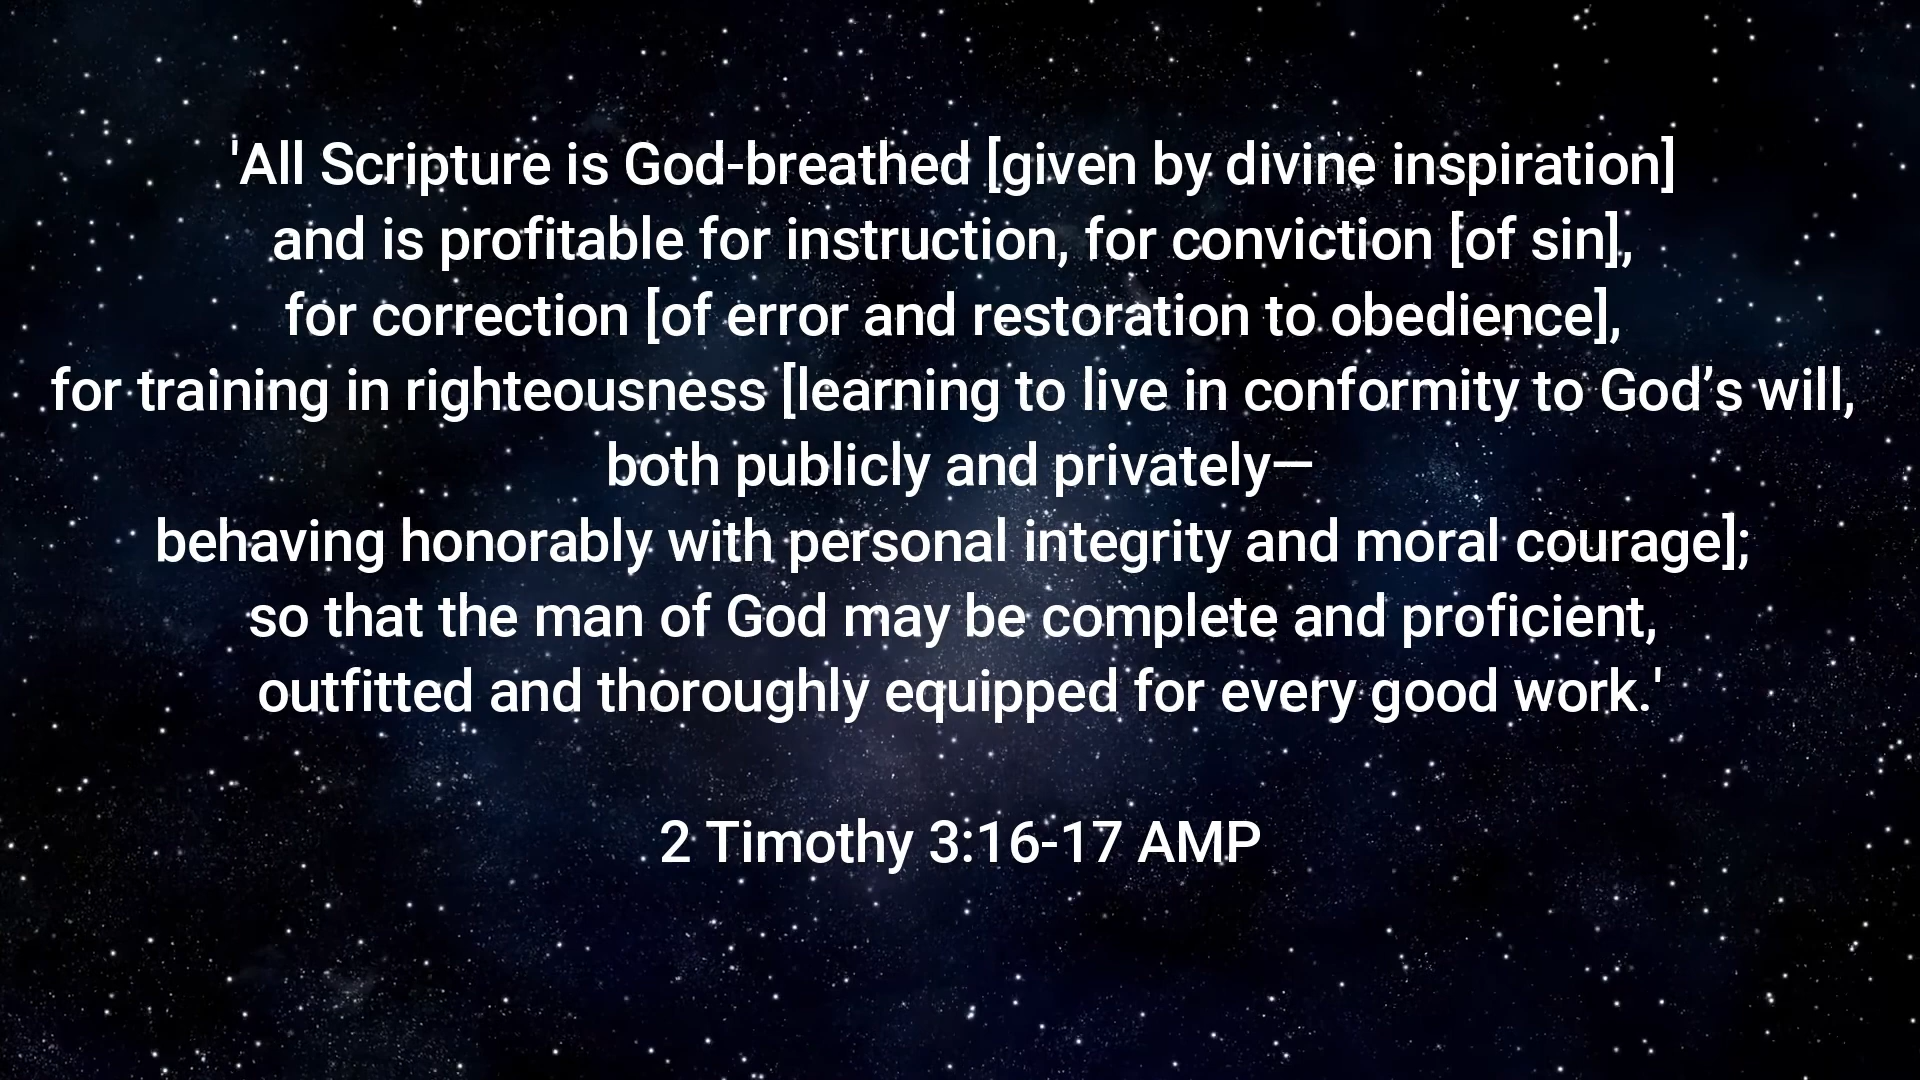 'All Scripture is God-breathed [given by divine inspiration]
and is profitable for instruction, for conviction [of sin],
for correction [of error and restoration to obedience],
for training in righteousness [learning to live in conformity to God’s will,
both publicly and privately—
behaving honorably with personal integrity and moral courage];
so that the man of God may be complete and proficient,
outfitted and thoroughly equipped for every good work.'
2 Timothy 3:16-17 AMP